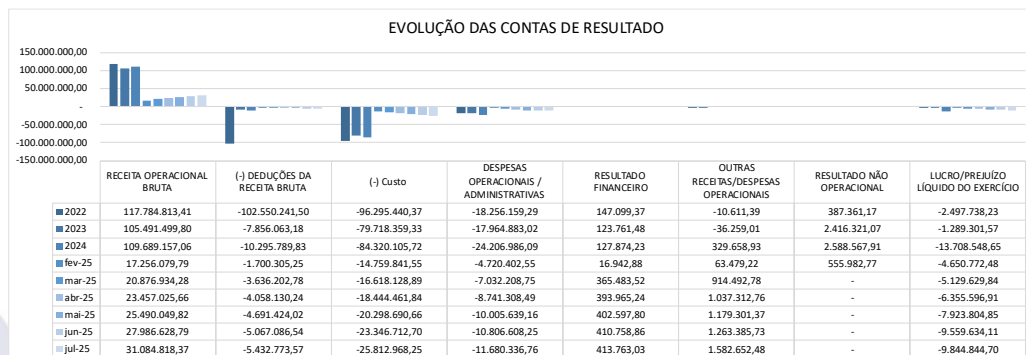 EVOLUÇÃO DAS CONTAS DE RESULTADO
150.000.000,00
100.000.000,00
50.000.000,00
-
-50.000.000,00
-100.000.000,00
-150.000.000,00
RECEITA OPERACIONAL BRUTA
(-) DEDUÇÕES DA RECEITA BRUTA
(-) Custo
DESPESAS OPERACIONAIS / ADMINISTRATIVAS
RESULTADO FINANCEIRO
OUTRAS RECEITAS/DESPESAS OPERACIONAIS
RESULTADO NÃO OPERACIONAL
LUCRO/PREJUÍZO LÍQUIDO DO EXERCÍCIO
2022 117.784.813,41 -102.550.241,50 -96.295.440,37 -18.256.159,29 147.099,37 -10.611,39 387.361,17 -2.497.738,23
2023 105.491.499,80 -7.856.063,18 -79.718.359,33 -17.964.883,02 123.761,48 -36.259,01 2.416.321,07 -1.289.301,57
2024 109.689.157,06 -10.295.789,83 -84.320.105,72 -24.206.986,09 127.874,23 329.658,93 2.588.567,91 -13.708.548,65
fev-25 17.256.079,79 -1.700.305,25 -14.759.841,55 -4.720.402,55 16.942,88 63.479,22 555.982,77 -4.650.772,48
mar-25 20.876.934,28 -3.636.202,78 -16.618.128,89 -7.032.208,75 365.483,52 914.492,78 - -5.129.629,84
abr-25 23.457.025,66 -4.058.130,24 -18.444.461,84 -8.741.308,49 393.965,24 1.037.312,76 - -6.355.596,91
mai-25 25.490.049,82 -4.691.424,02 -20.298.690,66 -10.005.639,16 402.597,80 1.179.301,37 - -7.923.804,85
jun-25 27.986.628,79 -5.067.086,54 -23.346.712,70 -10.806.608,25 410.758,86 1.263.385,73 - -9.559.634,11
jul-25 31.084.818,37 -5.432.773,57 -25.812.968,25 -11.680.336,76 413.763,03 1.582.652,48 - -9.844.844,70